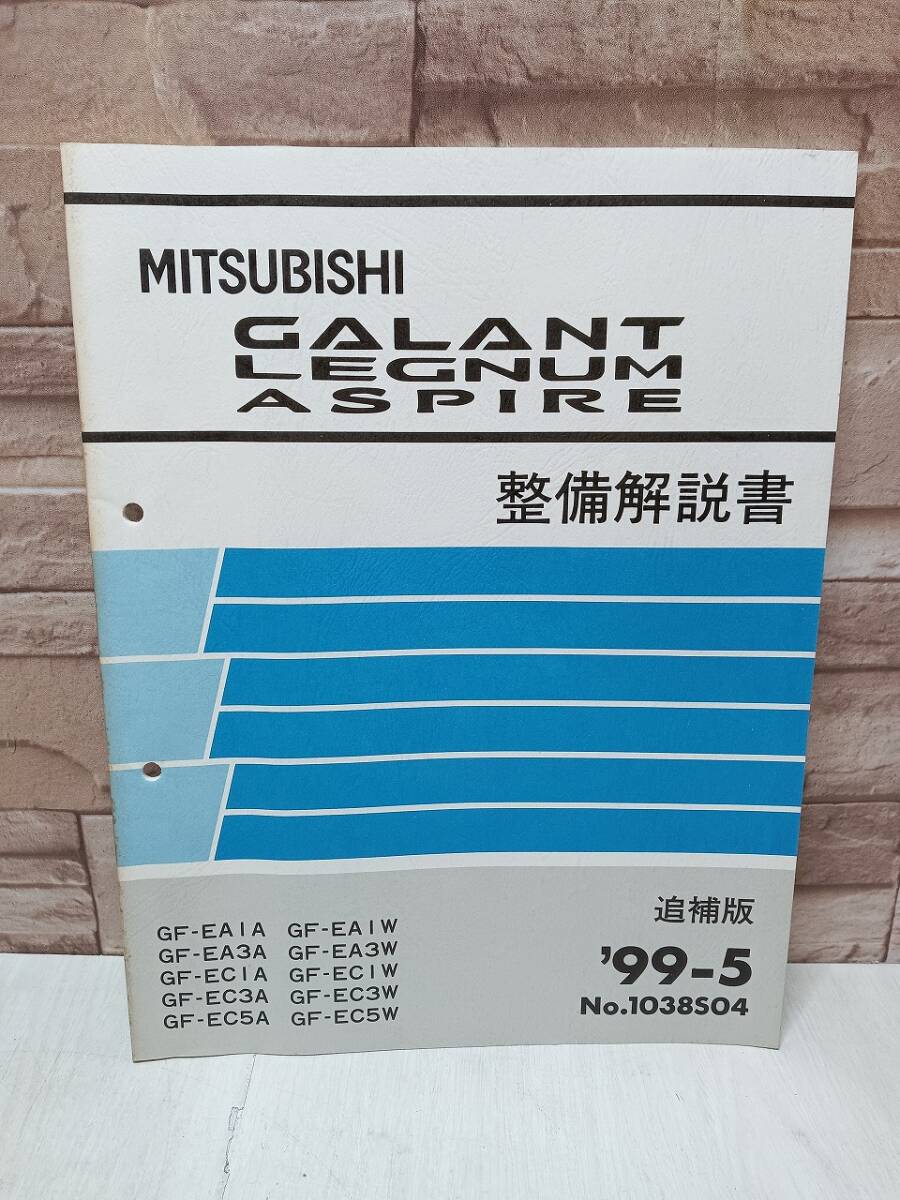 MITSUBISHI
GALANT
LEGNUM
ASPIRE
整備解説書
GF-EA1A GF-EA1W
GF-EA3A GF-EA3W
GF-EC1A GF-EC1W
GF-EC3A GF-EC3W
GF-EC5A GF-EC5W
追補版
'99-5
No.1038S04